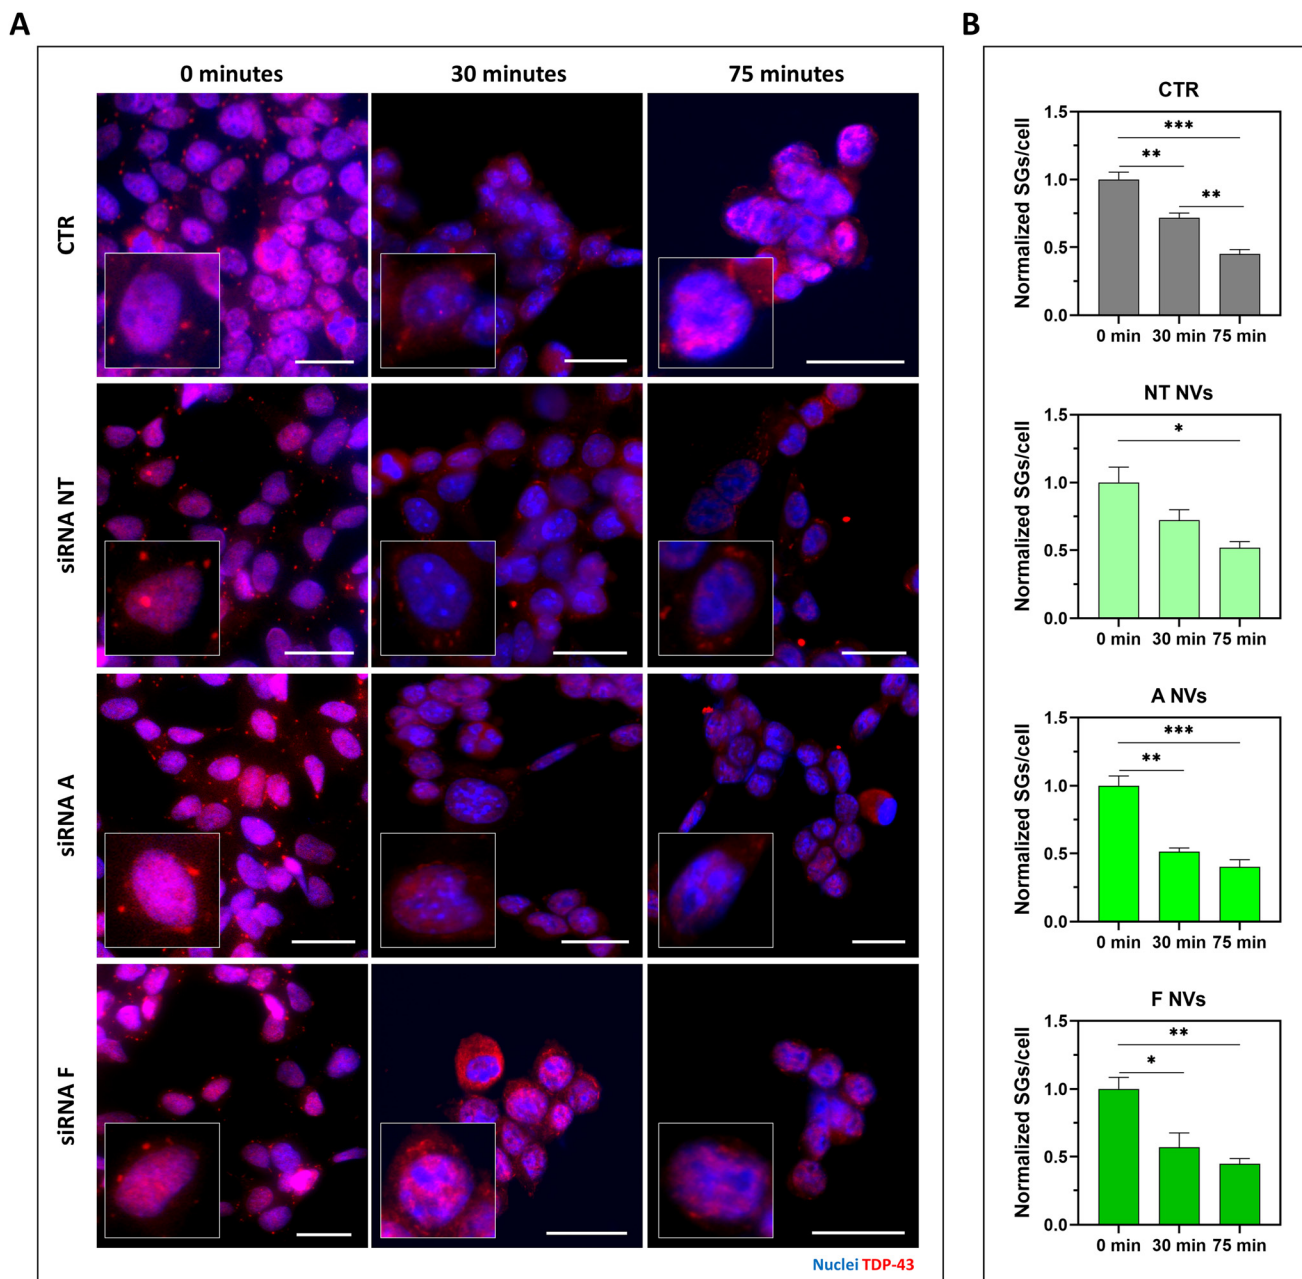 A
0 minutes 30 minutes 75 minutes
CTR
siRNA NT
siRNA A
siRNA F
Nuclei TDP-43
B
CTR
Normalized SGs/cell
1.5
1.0
0.5
0.0
***
**
**
0 min 30 min 75 min
NT NVs
Normalized SGs/cell
1.5
1.0
0.5
0.0
*
0 min 30 min 75 min
A NVs
Normalized SGs/cell
1.5
1.0
0.5
0.0
***
**
0 min 30 min 75 min
F NVs
Normalized SGs/cell
1.5
1.0
0.5
0.0
**
*
0 min 30 min 75 min